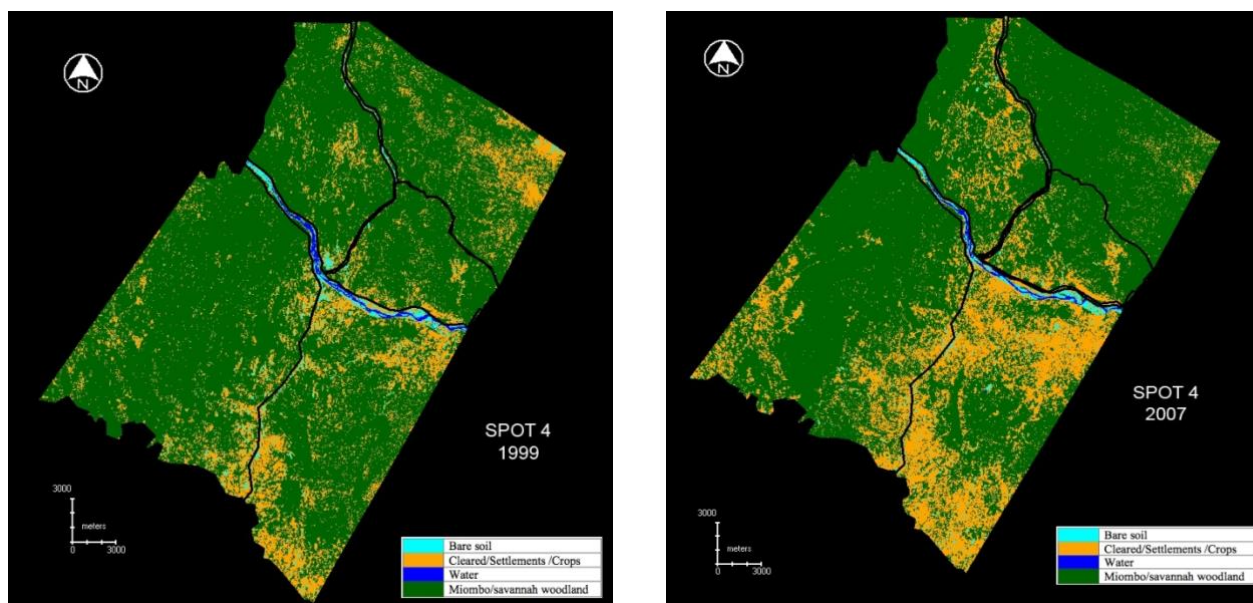 N
SPOT 4
1999
3000
meters
0 3000
Bare soil
Cleared/Settlements /Crops
Water
Miombo/savannah woodland
N
SPOT 4
2007
3000
meters
0 3000
Bare soil
Cleared/Settlements /Crops
Water
Miombo/savannah woodland